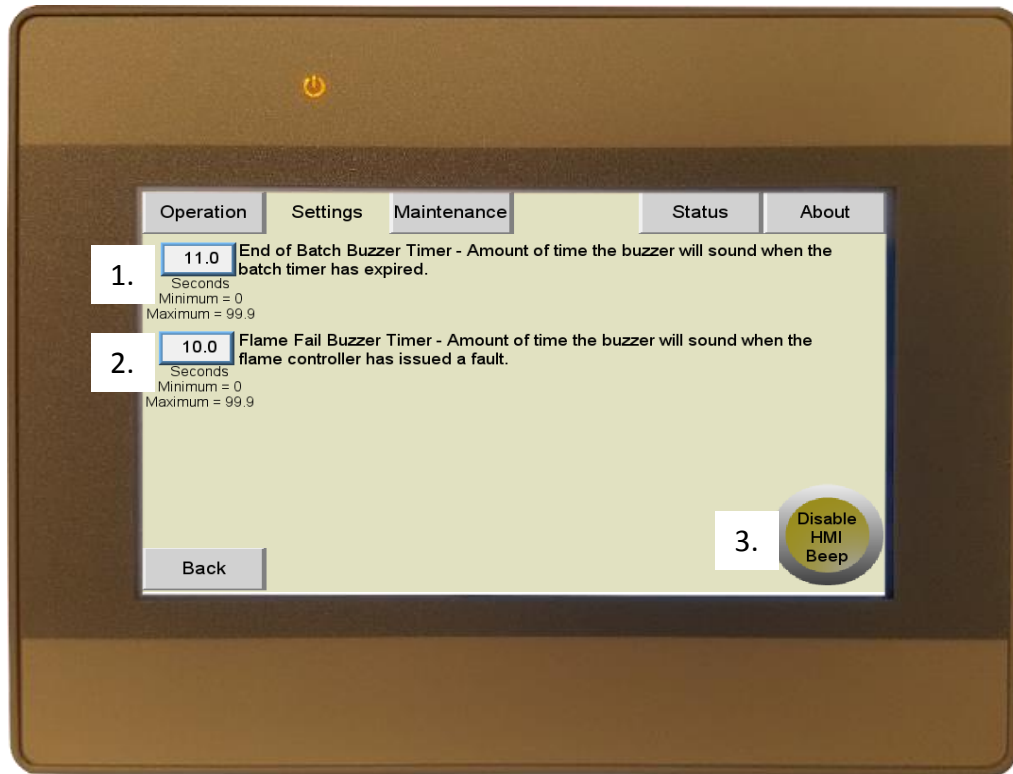 Operation Settings Maintenance Status About
1.
11.0
End of Batch Buzzer Timer - Amount of time the buzzer will sound when the
batch timer has expired.
Seconds
Minimum = 0
Maximum = 99.9
2.
10.0
Flame Fail Buzzer Timer - Amount of time the buzzer will sound when the
flame controller has issued a fault.
Seconds
Minimum = 0
Maximum = 99.9
3.
Disable
HMI
Beep
Back